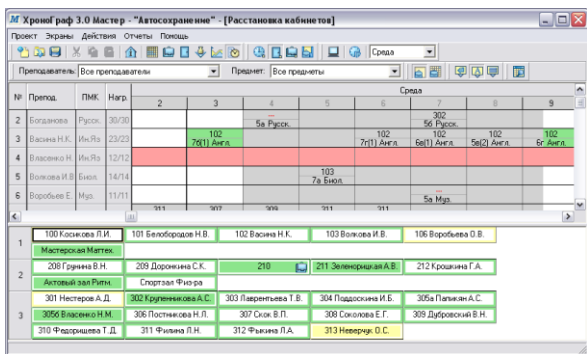 ХроноГраф 3.0 Мастер - "Автосохранение" - [Расстановка кабинетов]
Проект Экраны Действия Отчеты Помощь
Среда
Преподаватель: Все преподаватели Предмет: Все предметы
№ Препод. ПМК Нагр. Среда
2 3 4 5 6 7 8 9
2 Богданова Русск. 30/30 — 5а Русск. 302 5б Русск.
3 Васина Н.К. Ин.Яз 23/23 102 7б(1) Англ. 102 7г(1) Англ. 102 6в(1) Англ. 102 5в(2) Англ. 102 6г Англ.
4 Власенко Н. Ин.Яз 12/12
5 Волкова И.В Биол. 14/14 103 7а Биол.
6 Воробьев Е. Муз. 11/11 — 5а Муз.
311 307 309 311 311
1 100 Косикова Л.И. 101 Белобородов Н.В. 102 Васина Н.К. 103 Волкова И.В. 106 Воробьева О.В.
Мастерская Маттех.
2 208 Грунина В.Н. 209 Доронкина С.К. 210 211 Зеленорицкая А.В. 212 Крошкина Г.А.
Актовый зал Ритм. Спортзал Физ-ра
3 301 Нестеров А.Д. 302 Крупенникова А.С. 303 Лаврентьева Т.В. 304 Поддоскина И.Б. 305а Папикян А.С.
305б Власенко Н.М. 306 Постникова Н.Л. 307 Скок В.П. 308 Соколова Е.Г. 309 Дубровский В.Н.
310 Федоришева Т.Д. 311 Филина Л.Н. 312 Фыкина Л.А. 313 Неверчук О.С.